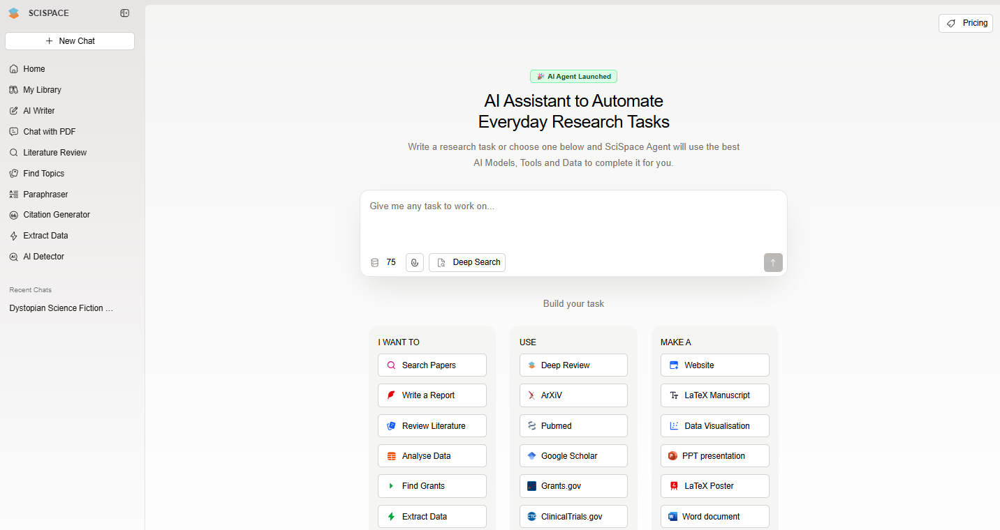 SCISPACE
New Chat
Home
My Library
AI Writer
Chat with PDF
Literature Review
Find Topics
Paraphraser
Citation Generator
Extract Data
AI Detector
Recent Chats
Dystopian Science Fiction …
Pricing
AI Agent Launched
AI Assistant to Automate
Everyday Research Tasks
Write a research task or choose one below and SciSpace Agent will use the best
AI Models, Tools and Data to complete it for you.
Give me any task to work on...
75
Deep Search
Build your task
I WANT TO
Search Papers
Write a Report
Review Literature
Analyse Data
Find Grants
Extract Data
USE
Deep Review
ArXiV
Pubmed
Google Scholar
Grants.gov
ClinicalTrials.gov
MAKE A
Website
LaTeX Manuscript
Data Visualisation
PPT presentation
LaTeX Poster
Word document